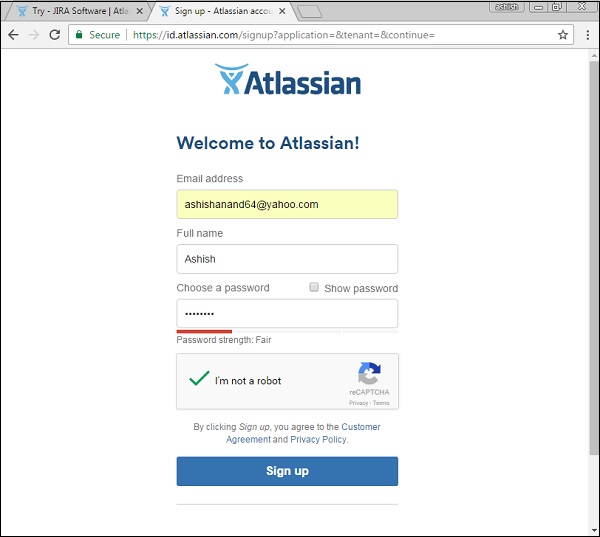 Try - JIRA Software | Atla
Sign up - Atlassian accou
ashish
Secure
https://id.atlassian.com/signup?application=&tenant=&continue=
Atlassian
Welcome to Atlassian!
Email address
ashishanand64@yahoo.com
Full name
Ashish
Choose a password
Show password
••••••••
Password strength: Fair
I'm not a robot
reCAPTCHA
Privacy - Terms
By clicking Sign up, you agree to the Customer
Agreement and Privacy Policy.
Sign up